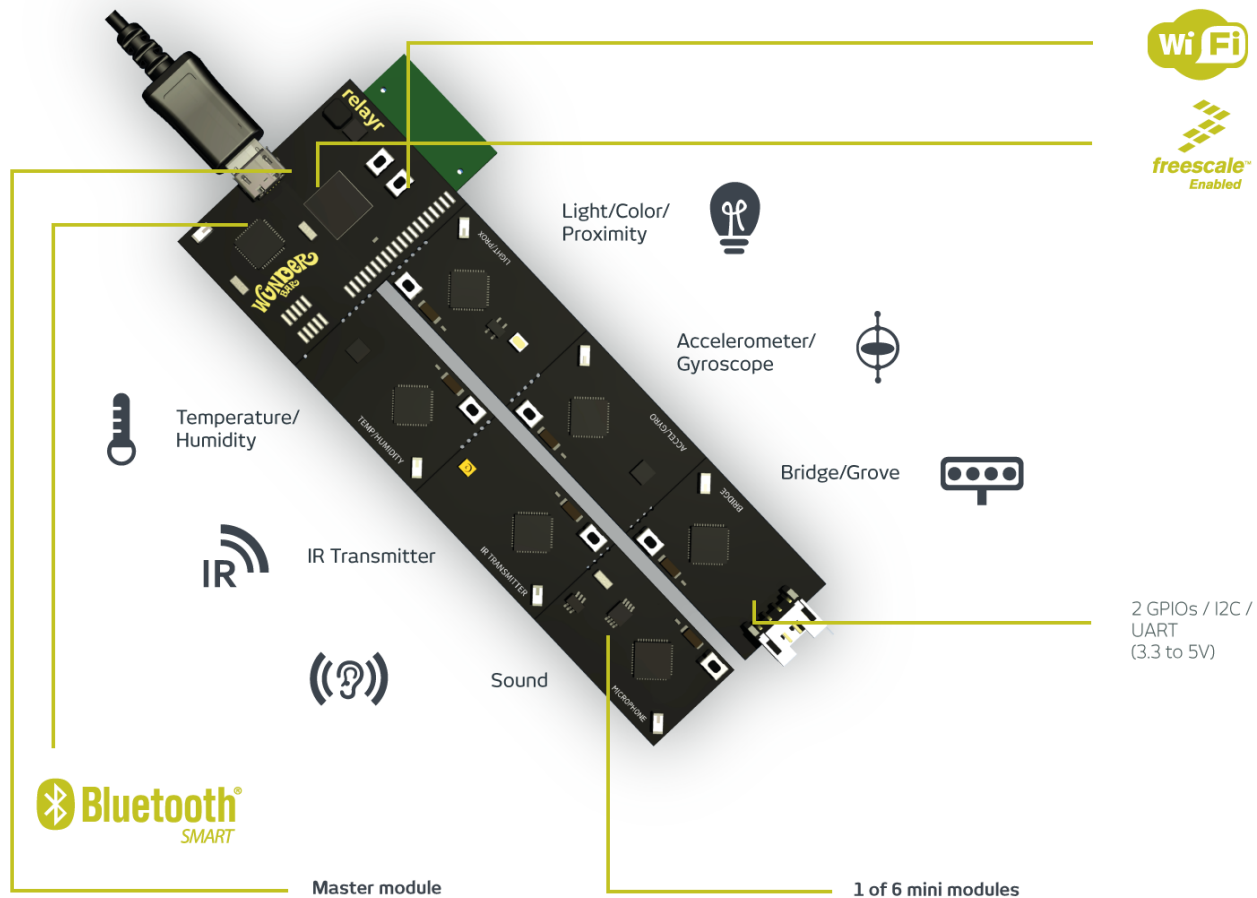 Wi Fi
freescale™
Enabled
relayr
WUNDER
BAR
Light/Color/
Proximity
LIGHT/PROX
Accelerometer/
Gyroscope
ACCEL/GYRO
Temperature/
Humidity
TEMP/HUMIDITY
Bridge/Grove
BRIDGE
IR
IR Transmitter
IR TRANSMITTER
2 GPIOs / I2C /
UART
(3.3 to 5V)
Sound
MICROPHONE
Bluetooth®
SMART
Master module
1 of 6 mini modules